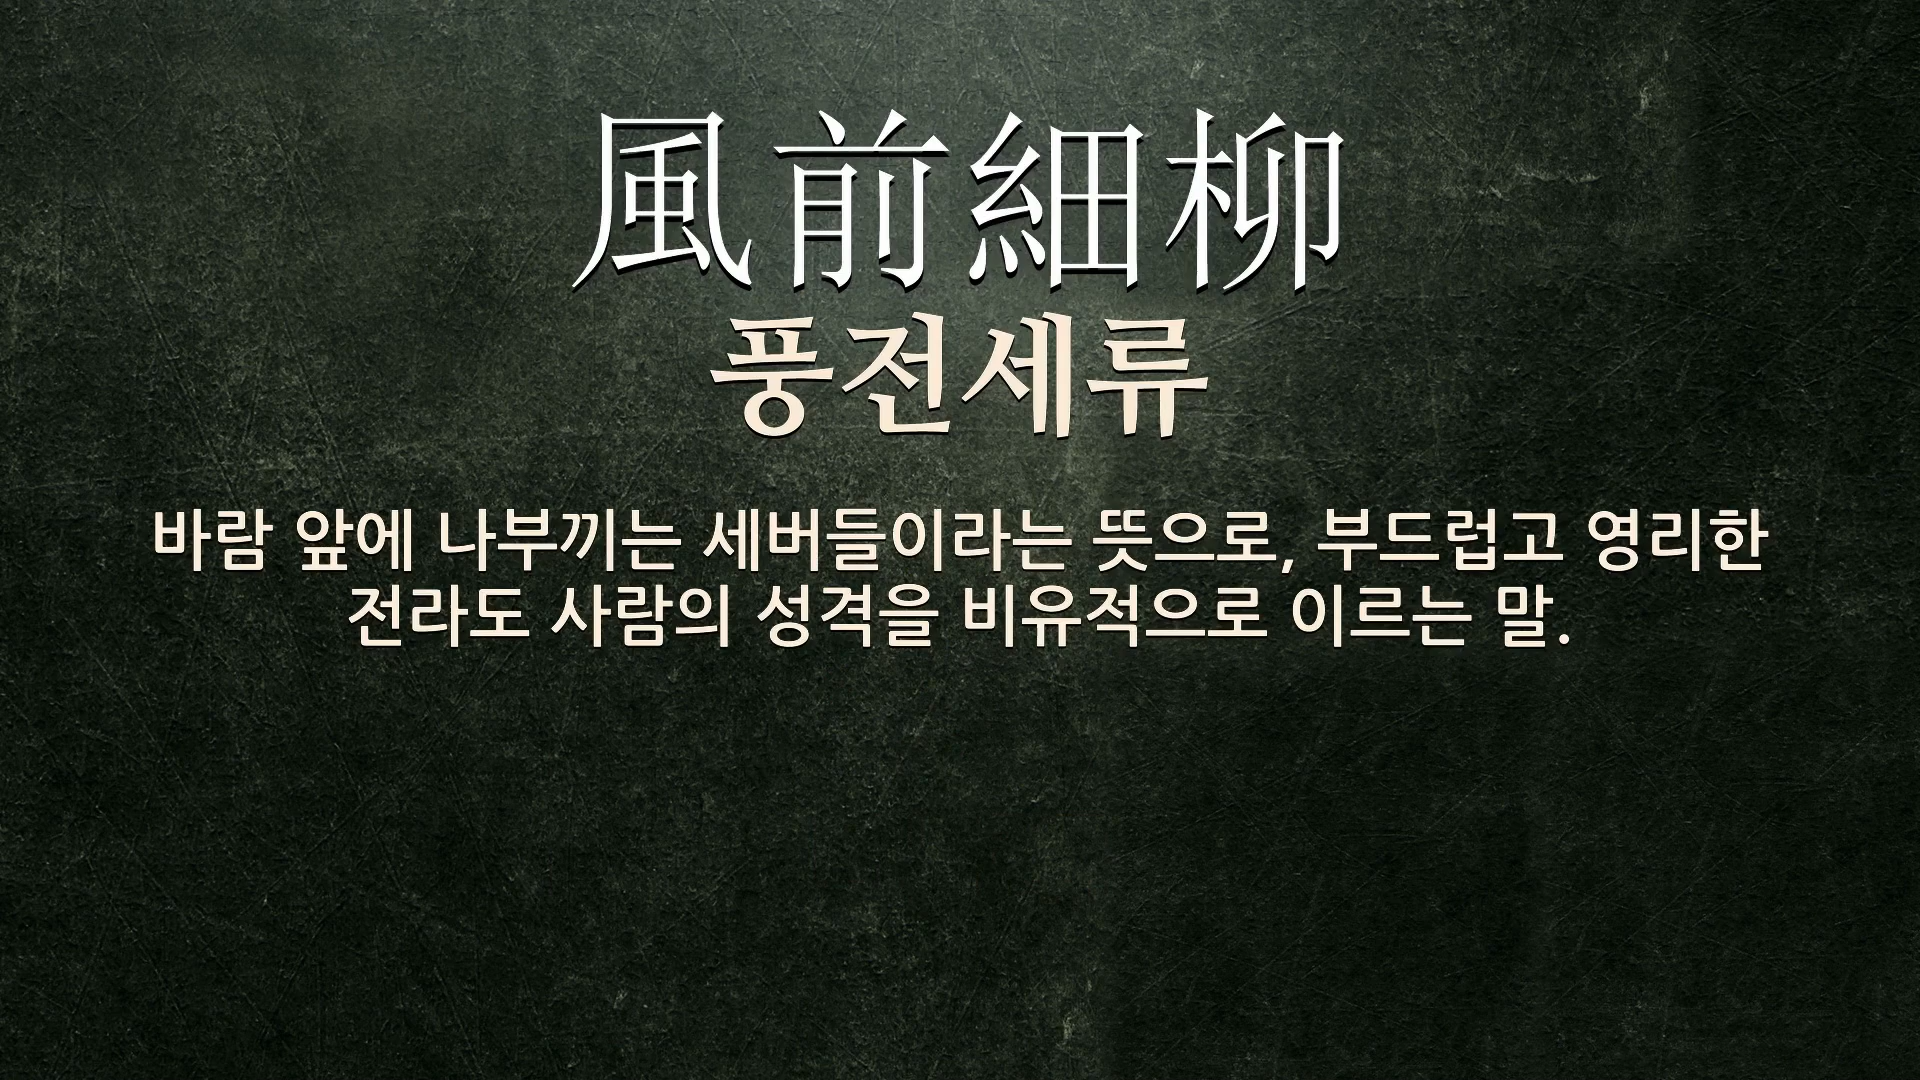 風前細柳
풍전세류
바람 앞에 나부끼는 세버들이라는 뜻으로, 부드럽고 영리한
전라도 사람의 성격을 비유적으로 이르는 말.